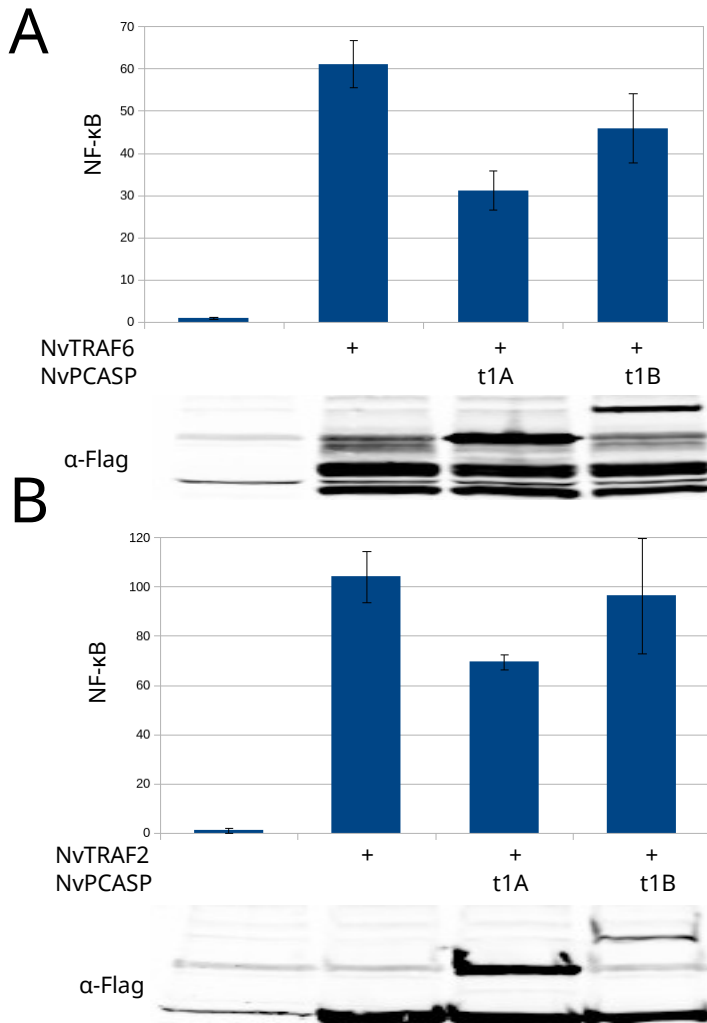 A
70
60
50
40
30
20
10
0
NF-κB
NvTRAF6 + + +
NvPCASP t1A t1B
α-Flag
B
120
100
80
60
40
20
0
NF-κB
NvTRAF2 + + +
NvPCASP t1A t1B
α-Flag